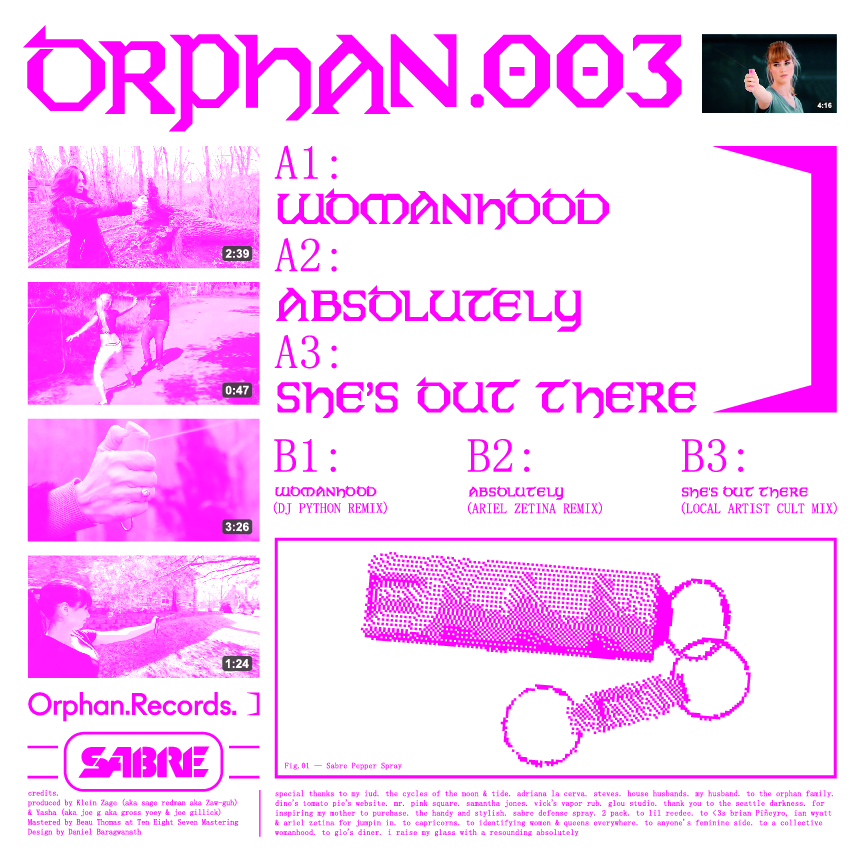 ORPHAN.003
4:16
2:39
0:47
3:26
1:24
A1:
WOMANHOOD
A2:
ABSOLUTELY
A3:
SHE'S OUT THERE
B1:
WOMANHOOD
(DJ PYTHON REMIX)
B2:
ABSOLUTELY
(ARIEL ZETINA REMIX)
B3:
SHE'S OUT THERE
(LOCAL ARTIST CULT MIX)
Fig.01 — Sabre Pepper Spray
Orphan.Records.
SABRE
credits.
produced by Klein Zage (aka sage redman aka Zaw-guh)
& Yasha (aka joe g aka gross yoey & joe gillick)
Mastered by Beau Thomas at Ten Eight Seven Mastering
Design by Daniel Baragwanath
special thanks to my iud. the cycles of the moon & tide. adriana la cerva. steves. house husbands. my husband. to the orphan family.
dino's tomato pie's website. mr. pink square. samantha jones. vick's vapor rub. glou studio. thank you to the seattle darkness. for
inspiring my mother to purchase. the handy and stylish. sabre defense spray. 2 pack. to lil reedee. to <3s brian Piñeyro, ian wyatt
& ariel zetina for jumpin in. to capricorns. to identifying women & queens everywhere. to anyone's feminine side. to a collective
womanhood. to glo's diner. i raise my glass with a resounding absolutely